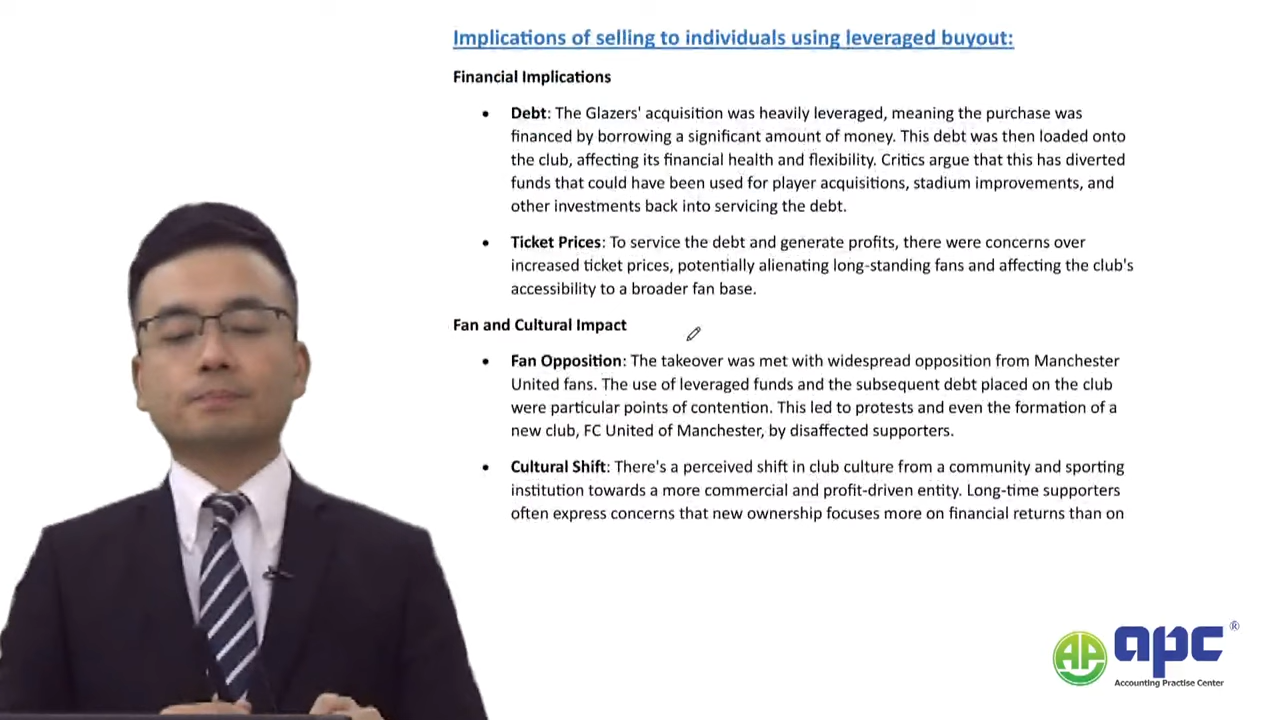 Implications of selling to individuals using leveraged buyout:
Financial Implications
• Debt: The Glazers' acquisition was heavily leveraged, meaning the purchase was
financed by borrowing a significant amount of money. This debt was then loaded onto
the club, affecting its financial health and flexibility. Critics argue that this has diverted
funds that could have been used for player acquisitions, stadium improvements, and
other investments back into servicing the debt.
• Ticket Prices: To service the debt and generate profits, there were concerns over
increased ticket prices, potentially alienating long-standing fans and affecting the club's
accessibility to a broader fan base.
Fan and Cultural Impact
• Fan Opposition: The takeover was met with widespread opposition from Manchester
United fans. The use of leveraged funds and the subsequent debt placed on the club
were particular points of contention. This led to protests and even the formation of a
new club, FC United of Manchester, by disaffected supporters.
• Cultural Shift: There's a perceived shift in club culture from a community and sporting
institution towards a more commercial and profit-driven entity. Long-time supporters
often express concerns that new ownership focuses more on financial returns than on
AP apc ®
Accounting Practise Center